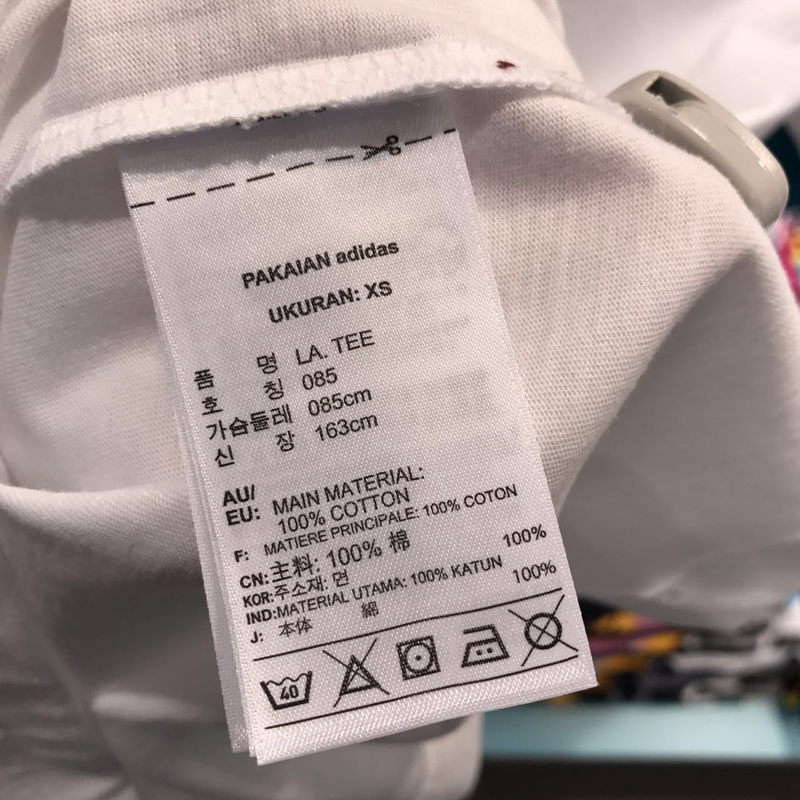 PAKAIAN adidas
UKURAN: XS
품 명 LA. TEE
호 칭 085
가슴둘레 085cm
신 장 163cm
AU/
EU: MAIN MATERIAL:
100% COTTON
F: MATIERE PRINCIPALE: 100% COTON
CN: 主料: 100% 棉
KOR: 주소재: 면 100%
IND: MATERIAL UTAMA: 100% KATUN
J: 本体 綿 100%
40